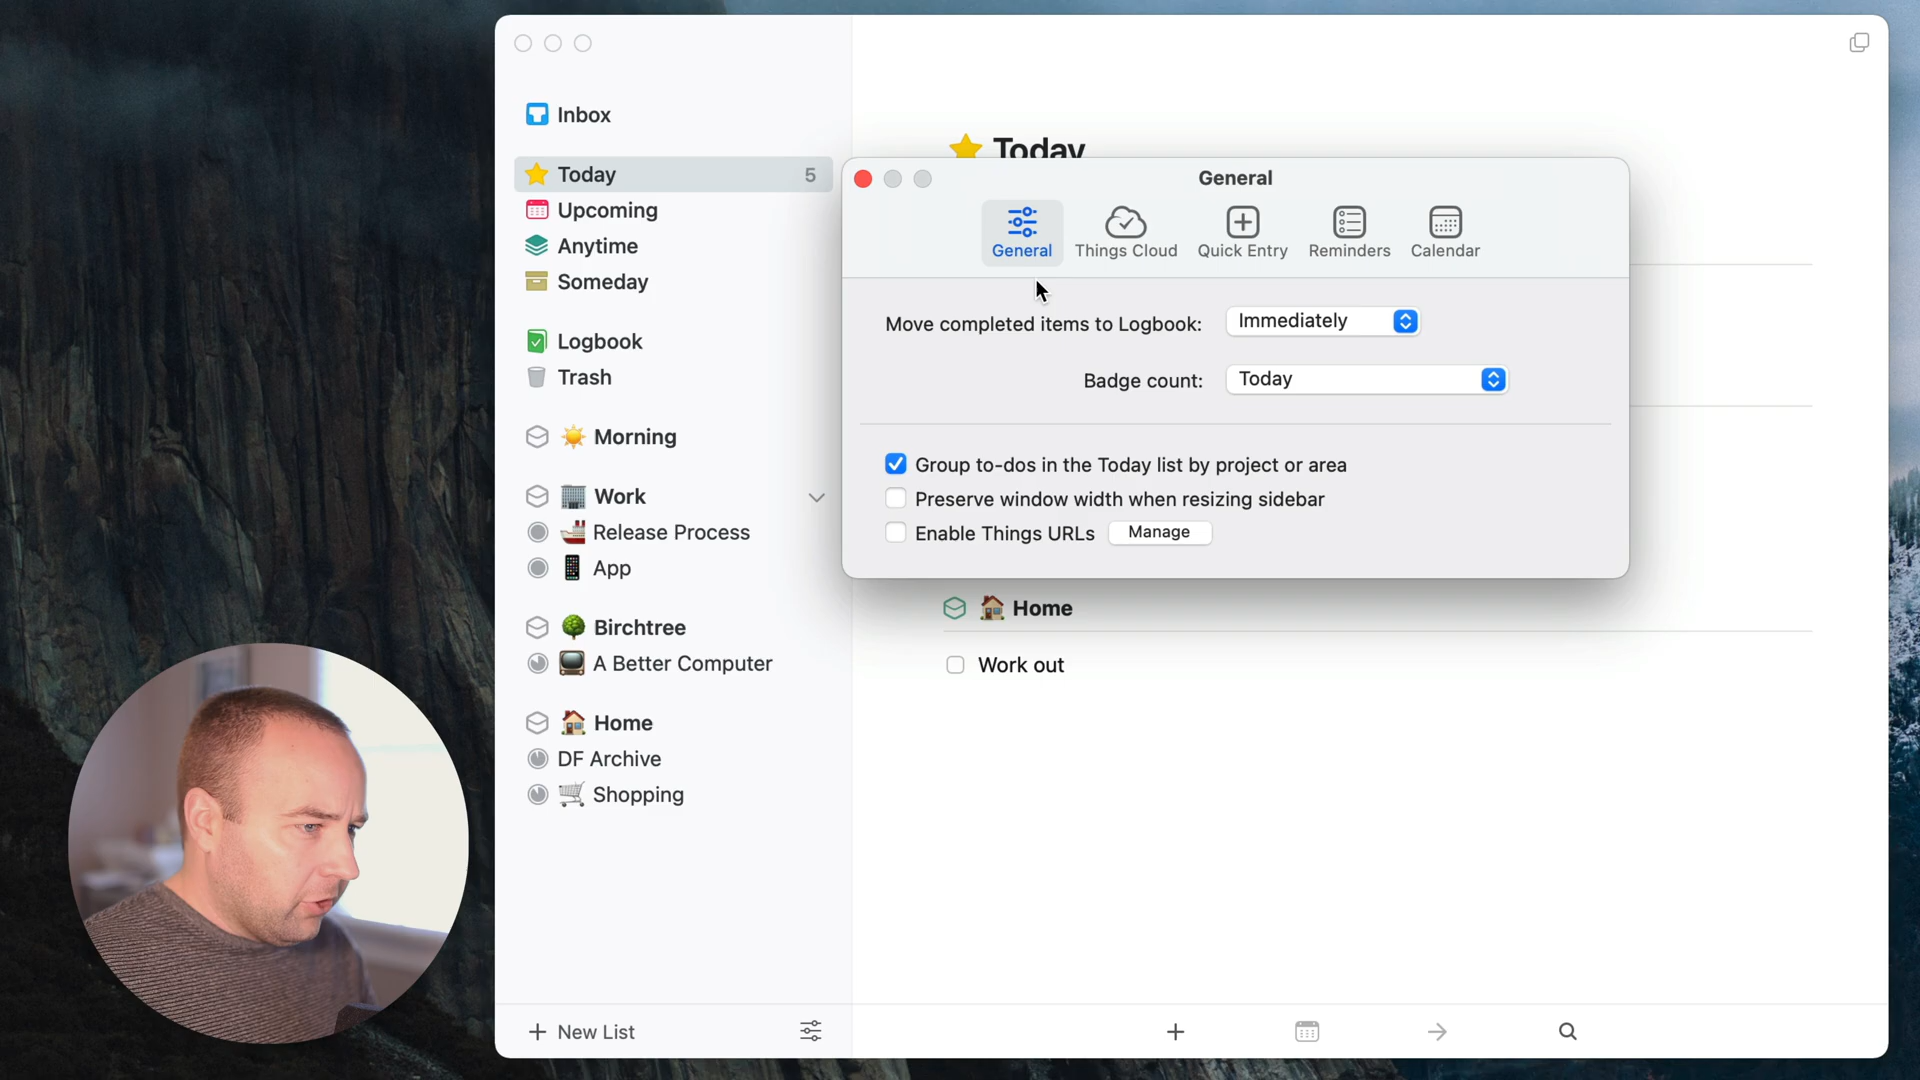 Inbox
Today 5
Upcoming
Anytime
Someday
Logbook
Trash
Morning
Work
Release Process
App
Birchtree
A Better Computer
Home
DF Archive
Shopping
New List
Today
General
General Things Cloud Quick Entry Reminders Calendar
Move completed items to Logbook: Immediately
Badge count: Today
Group to-dos in the Today list by project or area
Preserve window width when resizing sidebar
Enable Things URLs Manage
Home
Work out